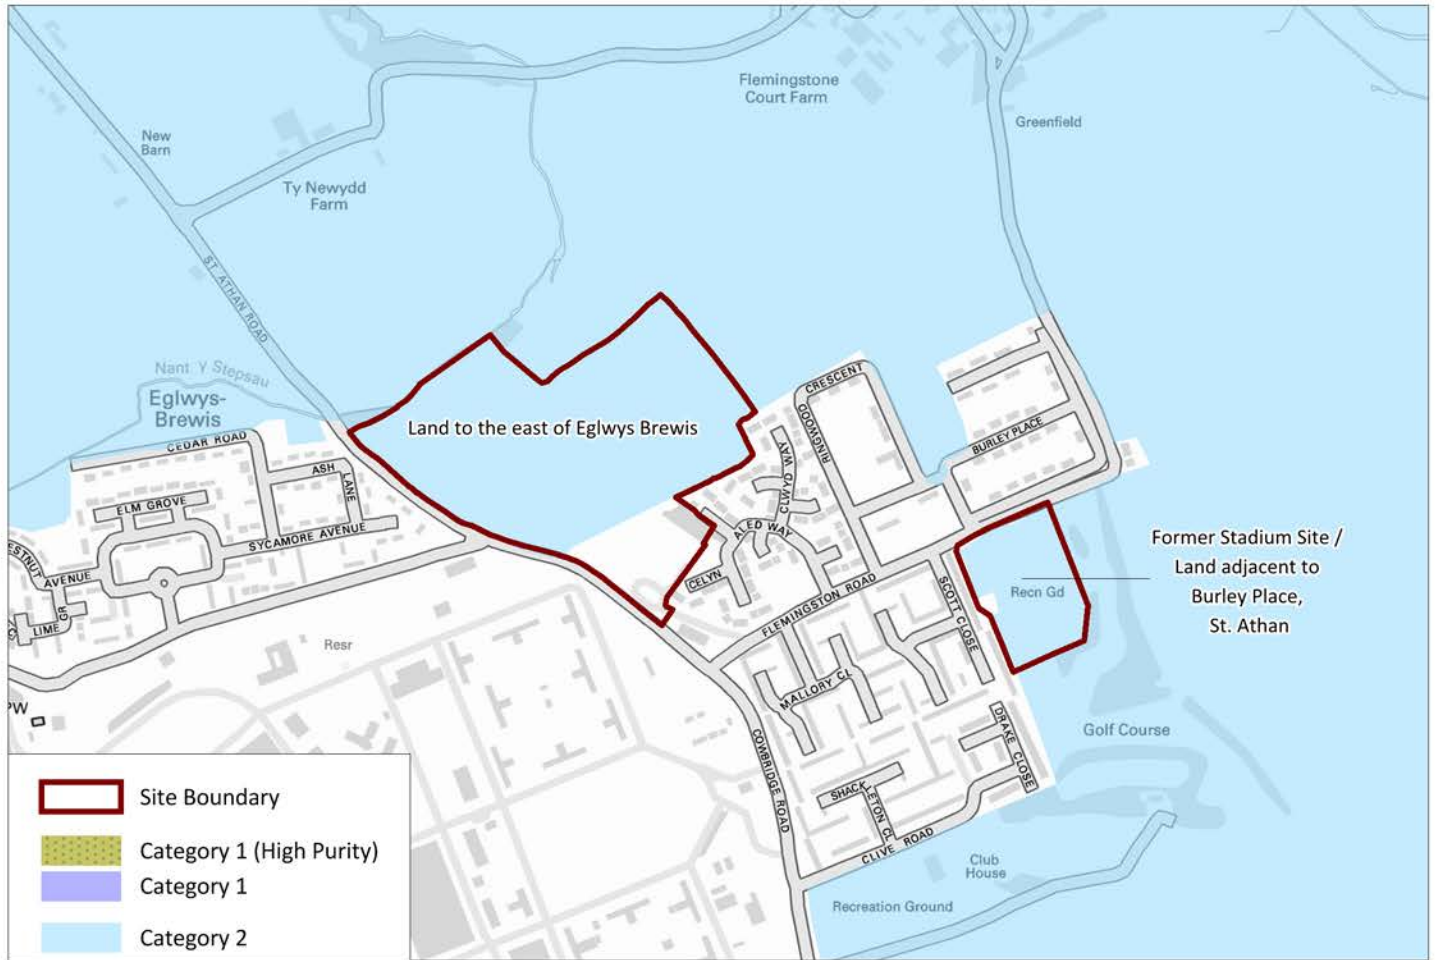 Flemingstone
Court Farm
Greenfield
New
Barn
Ty Newydd
Farm
ST. ATHAN ROAD
Nant Y Stepsau
Eglwys-
Brewis
CEDAR ROAD
ASH
LANE
ELM GROVE
SYCAMORE AVENUE
AVENUE
LIME
GR
Land to the east of Eglwys Brewis
CRESCENT
RINGWOOD
CLWYD WAY
ALED WAY
CELYN
BURLEY PLACE
FLEMINGSTON ROAD
SCOTT CLOSE
Recn Gd
Former Stadium Site /
Land adjacent to
Burley Place,
St. Athan
Resr
MALLORY CL
COWBRIDGE ROAD
DRAKE CLOSE
Golf Course
SHACK
LETON CL
CLIVE ROAD
Club
House
Recreation Ground
Site Boundary
Category 1 (High Purity)
Category 1
Category 2